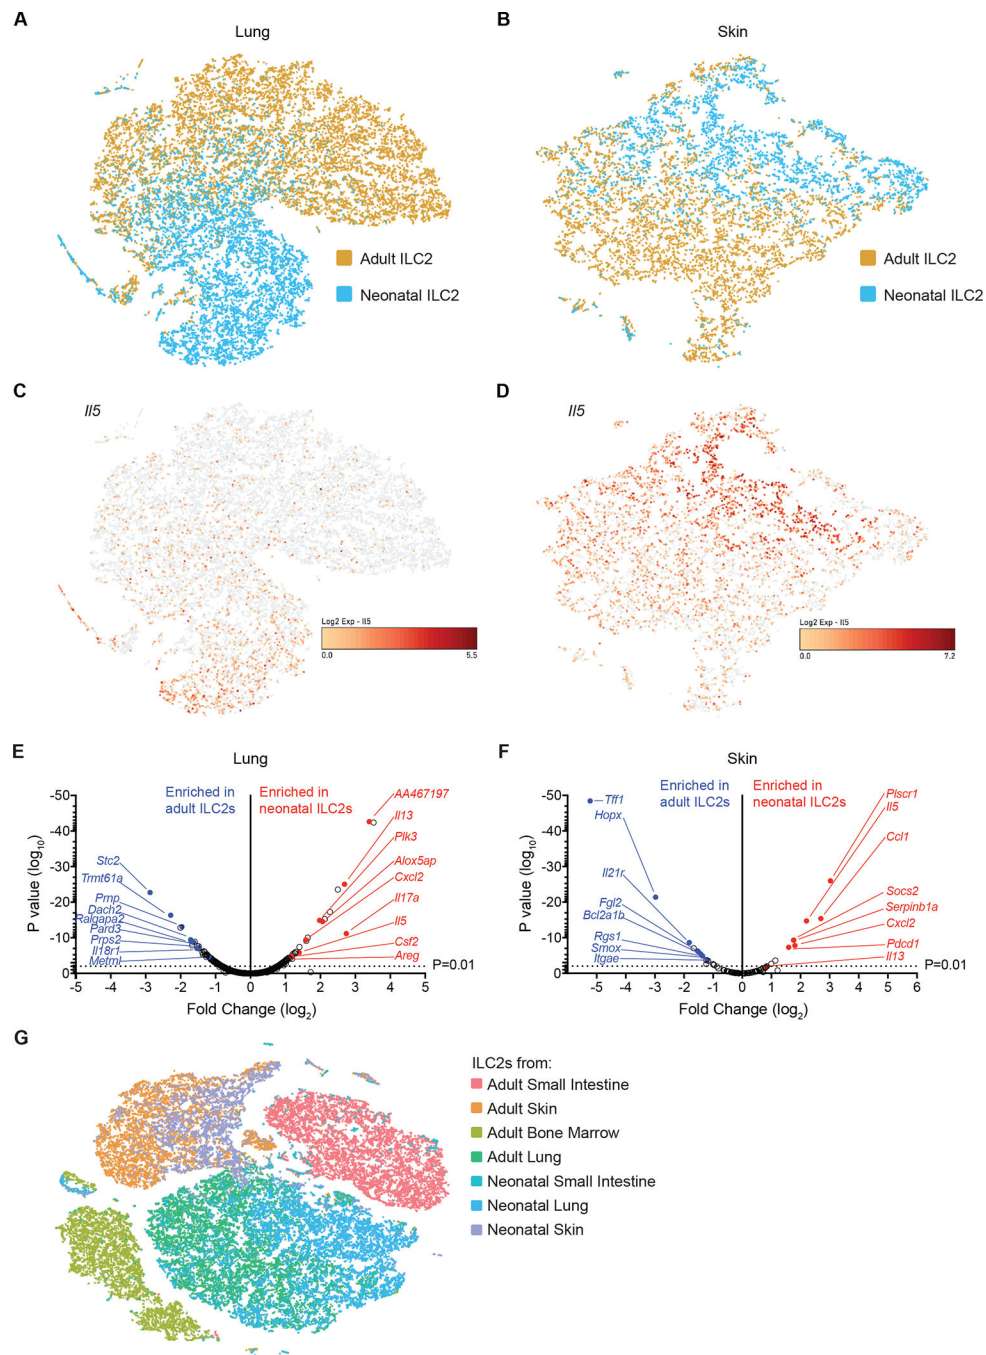 A
Lung
B
Skin
Adult ILC2
Neonatal ILC2
Adult ILC2
Neonatal ILC2
C
Il5
Log2 Exp - Il5
0.0 5.5
D
Il5
Log2 Exp - Il5
0.0 7.2
E
Lung
Enriched in
adult ILC2s
Enriched in
neonatal ILC2s
P value (log10)
-50
-40
-30
-20
-10
0
Stc2
Trmt61a
Prnp
Dach2
Ralgapa2
Pard3
Prps2
Il18r1
Metrnl
AA467197
Il13
Plk3
Alox5ap
Cxcl2
Il17a
Il5
Csf2
Areg
P=0.01
-5 -4 -3 -2 -1 0 1 2 3 4 5
Fold Change (log2)
F
Skin
Enriched in
adult ILC2s
Enriched in
neonatal ILC2s
P value (log10)
-50
-40
-30
-20
-10
0
Tff1
Hopx
Il21r
Fgl2
Bcl2a1b
Rgs1
Smox
Itgae
Plscr1
Il5
Ccl1
Socs2
Serpinb1a
Cxcl2
Pdcd1
Il13
P=0.01
-5 -4 -3 -2 -1 0 1 2 3 4 5 6
Fold Change (log2)
G
ILC2s from:
Adult Small Intestine
Adult Skin
Adult Bone Marrow
Adult Lung
Neonatal Small Intestine
Neonatal Lung
Neonatal Skin